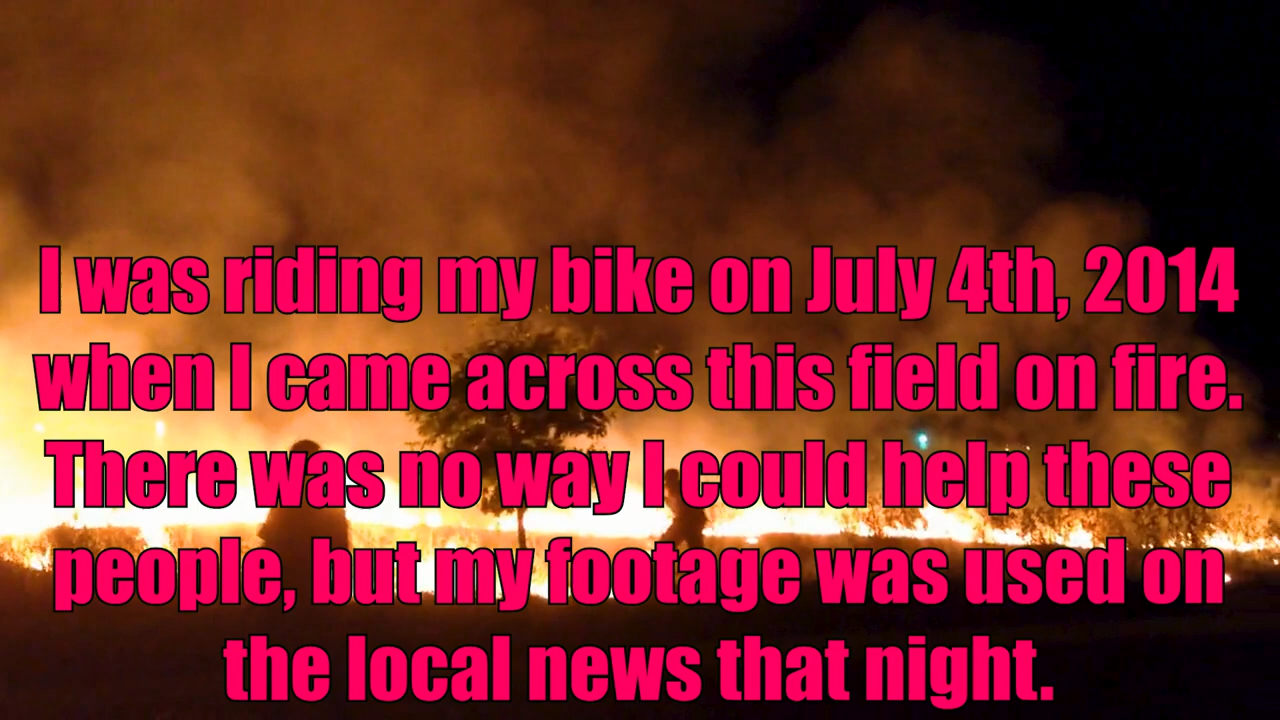 I was riding my bike on July 4th, 2014
when I came across this field on fire.
There was no way I could help these
people, but my footage was used on
the local news that night.